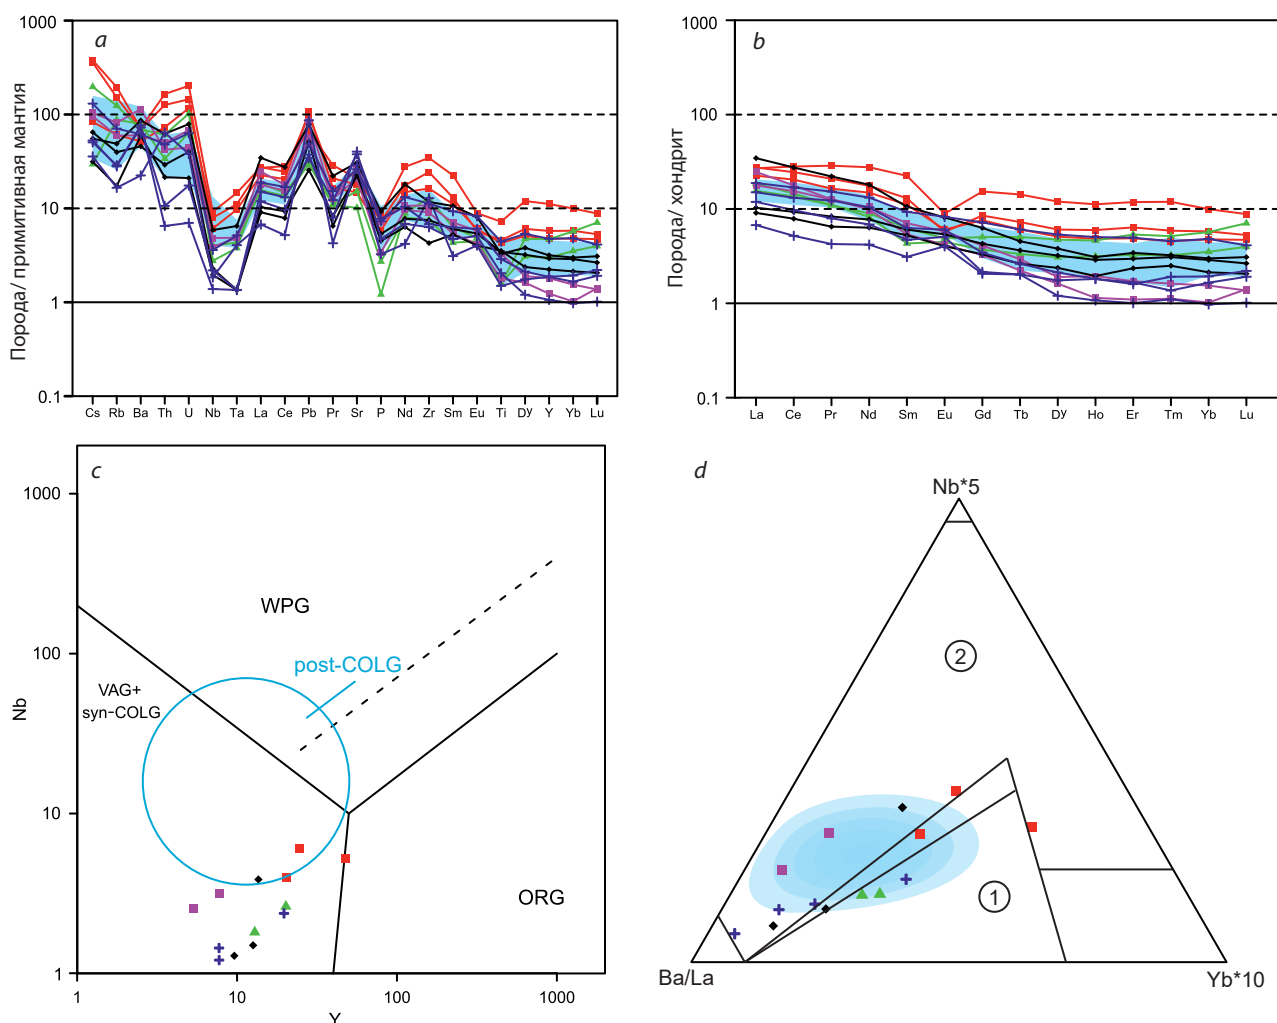 a
Порода/ примитивная мантия
1000
100
10
1
0.1
Cs Rb Ba Th U Nb Ta La Ce Pb Pr Sr P Nd Zr Sm Eu Ti Dy Y Yb Lu
b
Порода/ хондрит
1000
100
10
1
0.1
La Ce Pr Nd Sm Eu Gd Tb Dy Ho Er Tm Yb Lu
c
Nb
1000
100
10
1
WPG
post-COLG
VAG+
syn-COLG
ORG
1 10 100 1000
Y
d
Nb*5
2
1
Ba/La
Yb*10